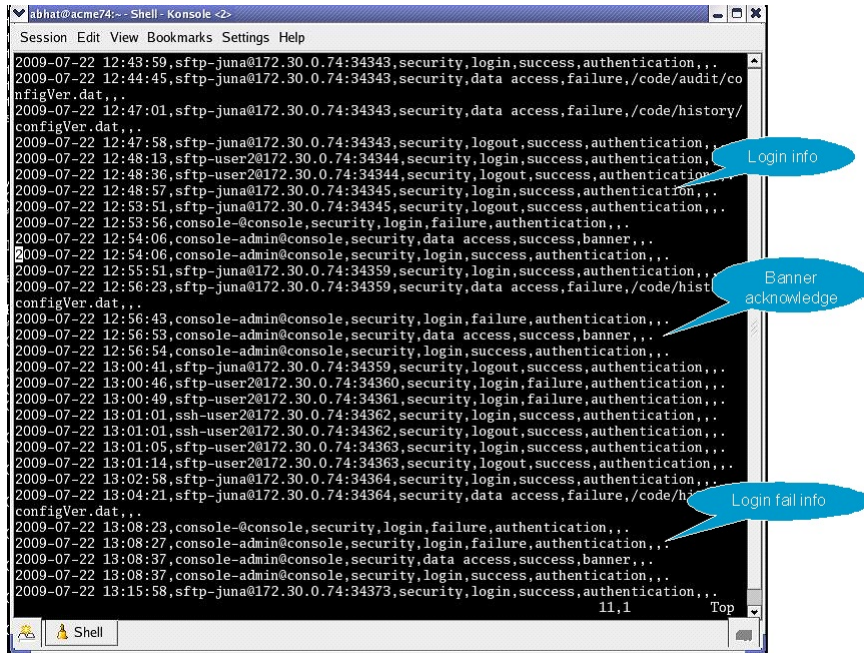 abhat@acme74:~ - Shell - Konsole <2>
Session Edit View Bookmarks Settings Help
2009-07-22 12:43:59,sftp-juna@172.30.0.74:34343,security,login,success,authentication,,.
2009-07-22 12:44:45,sftp-juna@172.30.0.74:34343,security,data access,failure,/code/audit/co
nfigVer.dat,,.
2009-07-22 12:47:01,sftp-juna@172.30.0.74:34343,security,data access,failure,/code/history/
configVer.dat,,.
2009-07-22 12:47:58,sftp-juna@172.30.0.74:34343,security,logout,success,authentication,,.
2009-07-22 12:48:13,sftp-user2@172.30.0.74:34344,security,login,success,authentication,
2009-07-22 12:48:36,sftp-user2@172.30.0.74:34344,security,logout,success,authentication,,.
2009-07-22 12:48:57,sftp-juna@172.30.0.74:34345,security,login,success,authentication,,.
2009-07-22 12:53:51,sftp-juna@172.30.0.74:34345,security,logout,success,authentication,,.
2009-07-22 12:53:56,console-@console,security,login,failure,authentication,,.
2009-07-22 12:54:06,console-admin@console,security,data access,success,banner,,.
2009-07-22 12:54:06,console-admin@console,security,login,success,authentication,,.
2009-07-22 12:55:51,sftp-juna@172.30.0.74:34359,security,login,success,authentication,,.
2009-07-22 12:56:23,sftp-juna@172.30.0.74:34359,security,data access,failure,/code/hist
configVer.dat,,.
2009-07-22 12:56:43,console-admin@console,security,login,failure,authentication,,.
2009-07-22 12:56:53,console-admin@console,security,data access,success,banner,,.
2009-07-22 12:56:54,console-admin@console,security,login,success,authentication,,.
2009-07-22 13:00:41,sftp-juna@172.30.0.74:34359,security,logout,success,authentication,,.
2009-07-22 13:00:46,sftp-user2@172.30.0.74:34360,security,login,failure,authentication,,.
2009-07-22 13:00:49,sftp-user2@172.30.0.74:34361,security,login,failure,authentication,,.
2009-07-22 13:01:01,ssh-user2@172.30.0.74:34362,security,login,success,authentication,,.
2009-07-22 13:01:01,ssh-user2@172.30.0.74:34362,security,logout,success,authentication,,.
2009-07-22 13:01:05,sftp-user2@172.30.0.74:34363,security,login,success,authentication,,.
2009-07-22 13:01:14,sftp-user2@172.30.0.74:34363,security,logout,success,authentication,,.
2009-07-22 13:02:58,sftp-juna@172.30.0.74:34364,security,login,success,authentication,,.
2009-07-22 13:04:21,sftp-juna@172.30.0.74:34364,security,data access,failure,/code/hi
configVer.dat,,.
2009-07-22 13:08:23,console-@console,security,login,failure,authentication,,.
2009-07-22 13:08:27,console-admin@console,security,login,failure,authentication,,.
2009-07-22 13:08:37,console-admin@console,security,data access,success,banner,,.
2009-07-22 13:08:37,console-admin@console,security,login,success,authentication,,.
2009-07-22 13:15:58,sftp-juna@172.30.0.74:34373,security,login,success,authentication,,.
11,1 Top
Shell
Login info
Banner
acknowledge
Login fail info